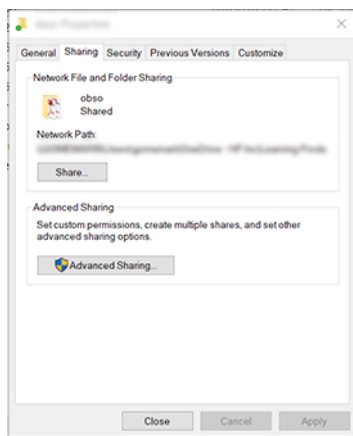 General Sharing Security Previous Versions Customize
Network File and Folder Sharing
obso
Shared
Network Path:
Share...
Advanced Sharing
Set custom permissions, create multiple shares, and set other
advanced sharing options.
Advanced Sharing...
Close Cancel Apply